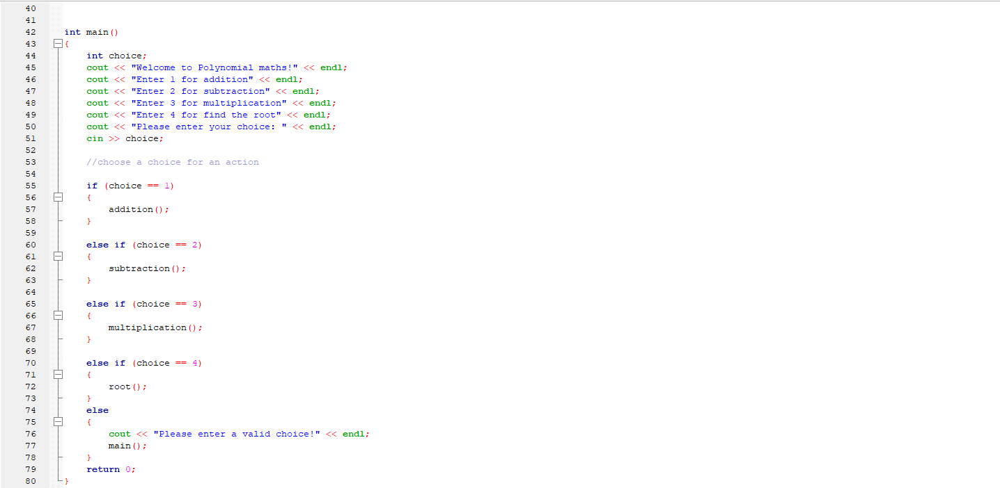 40
41
42 int main()
43 {
44 int choice;
45 cout << "Welcome to Polynomial maths!" << endl;
46 cout << "Enter 1 for addition" << endl;
47 cout << "Enter 2 for subtraction" << endl;
48 cout << "Enter 3 for multiplication" << endl;
49 cout << "Enter 4 for find the root" << endl;
50 cout << "Please enter your choice: " << endl;
51 cin >> choice;
52
53 //choose a choice for an action
54
55 if (choice == 1)
56 {
57 addition();
58 }
59
60 else if (choice == 2)
61 {
62 subtraction();
63 }
64
65 else if (choice == 3)
66 {
67 multiplication();
68 }
69
70 else if (choice == 4)
71 {
72 root();
73 }
74 else
75 {
76 cout << "Please enter a valid choice!" << endl;
77 main();
78 }
79 return 0;
80 }